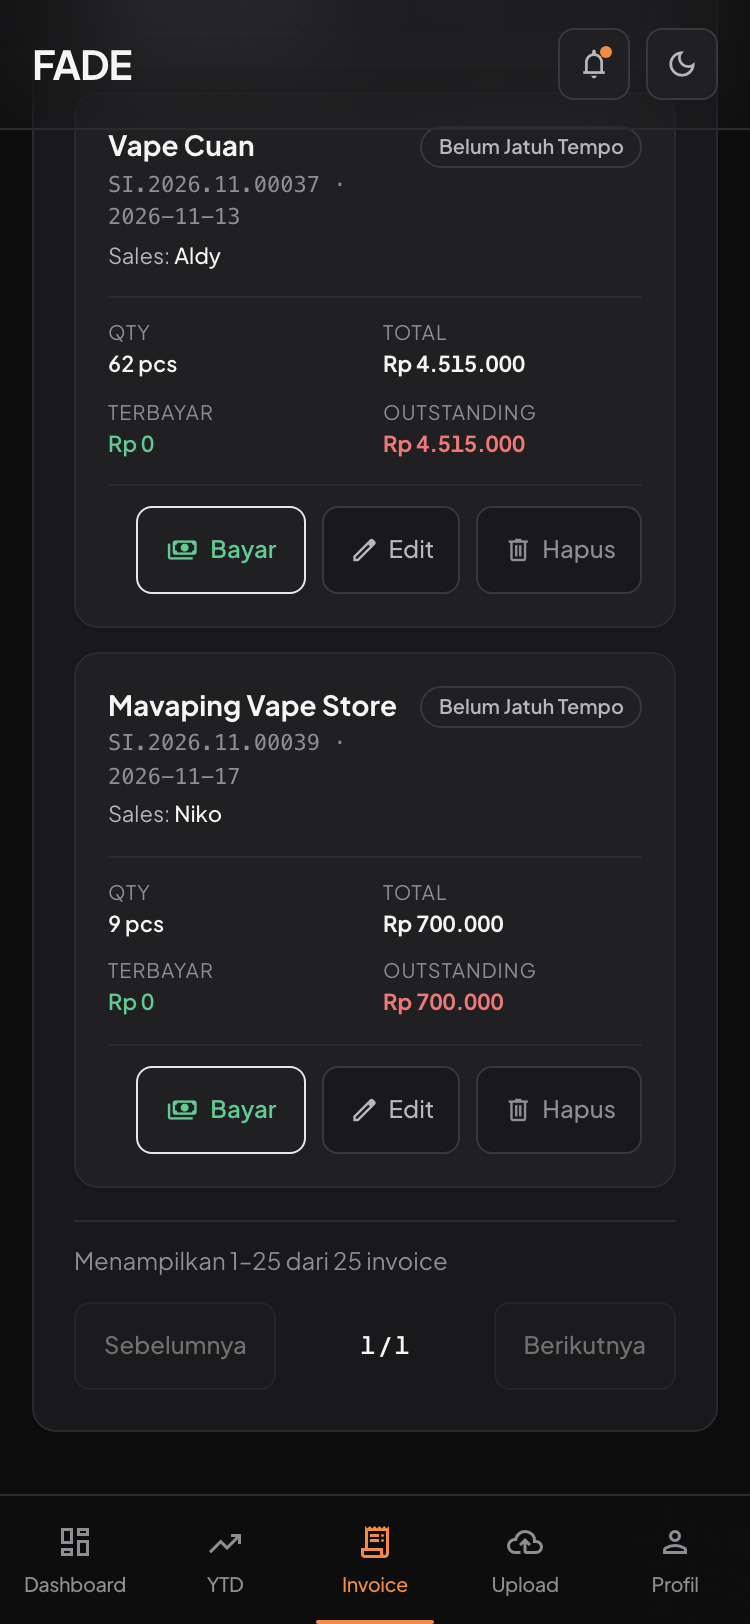 FADE
Vape Cuan
Belum Jatuh Tempo
SI.2026.11.00037 ·
2026-11-13
Sales: Aldy
QTY
TOTAL
62 pcs
Rp 4.515.000
TERBAYAR
OUTSTANDING
Rp 0
Rp 4.515.000
Bayar
Edit
Hapus
Mavaping Vape Store
Belum Jatuh Tempo
SI.2026.11.00039 ·
2026-11-17
Sales: Niko
QTY
TOTAL
9 pcs
Rp 700.000
TERBAYAR
OUTSTANDING
Rp 0
Rp 700.000
Bayar
Edit
Hapus
Menampilkan 1–25 dari 25 invoice
Sebelumnya
1/1
Berikutnya
Dashboard
YTD
Invoice
Upload
Profil